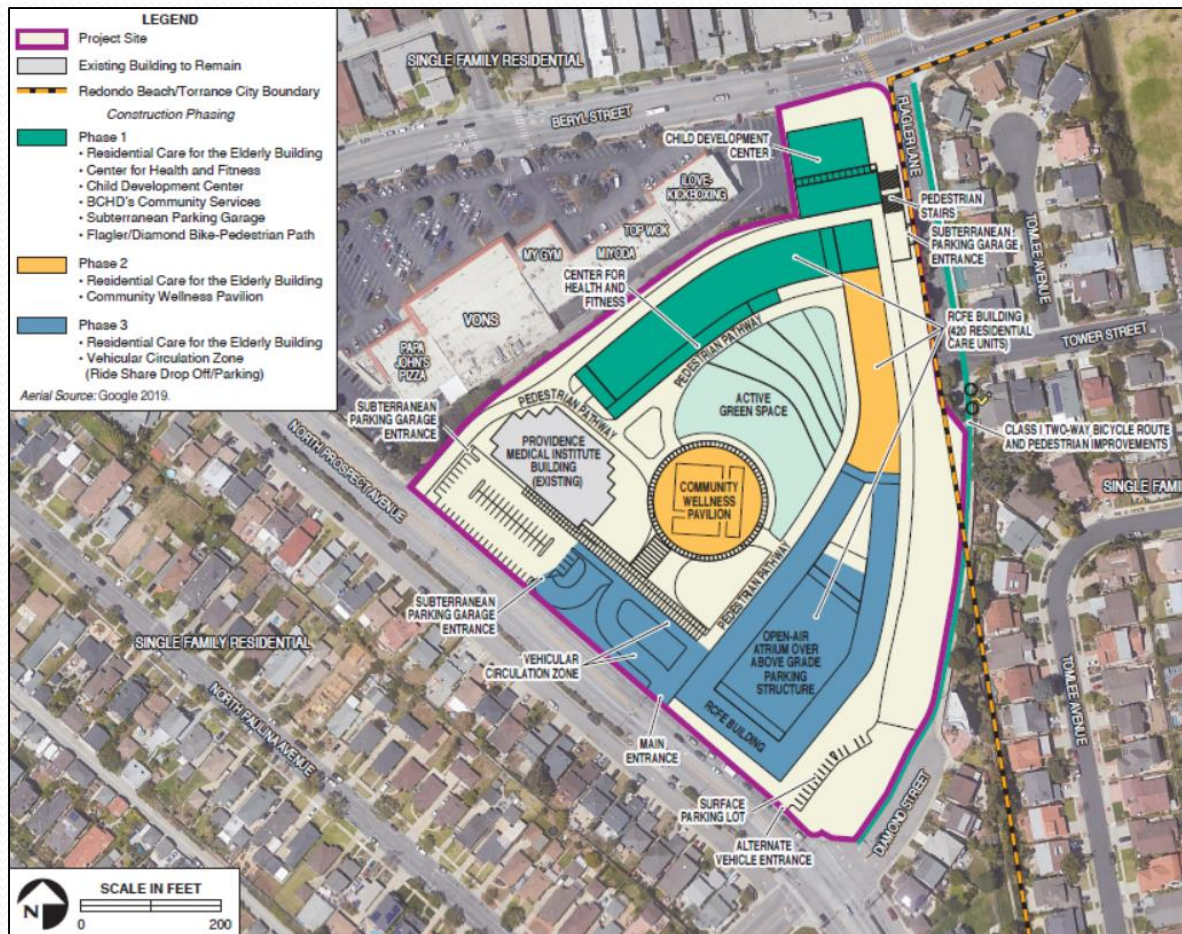 LEGEND
Project Site
Existing Building to Remain
Redondo Beach/Torrance City Boundary
Construction Phasing
Phase 1
• Residential Care for the Elderly Building
• Center for Health and Fitness
• Child Development Center
• BCHD's Community Services
• Subterranean Parking Garage
• Flagler/Diamond Bike-Pedestrian Path
Phase 2
• Residential Care for the Elderly Building
• Community Wellness Pavilion
Phase 3
• Residential Care for the Elderly Building
• Vehicular Circulation Zone
(Ride Share Drop Off/Parking)
Aerial Source: Google 2019.
SINGLE FAMILY RESIDENTIAL
BERYL STREET
FLAGLER LANE
CHILD DEVELOPMENT
CENTER
ILOVE-
KICKBOXING
TOP WOK
MIYODA
MY GYM
VONS
PAPA
JOHN'S
PIZZA
PEDESTRIAN
STAIRS
SUBTERRANEAN
PARKING GARAGE
ENTRANCE
TOMLEE AVENUE
CENTER FOR
HEALTH AND
FITNESS
RCFE BUILDING
(420 RESIDENTIAL
CARE UNITS)
TOWER STREET
PEDESTRIAN PATHWAY
PEDESTRIAN PATHWAY
ACTIVE
GREEN SPACE
SUBTERRANEAN
PARKING GARAGE
ENTRANCE
NORTH PROSPECT AVENUE
PROVIDENCE
MEDICAL INSTITUTE
BUILDING
(EXISTING)
CLASS I TWO-WAY BICYCLE ROUTE
AND PEDESTRIAN IMPROVEMENTS
COMMUNITY
WELLNESS
PAVILION
SINGLE FAMI
PEDESTRIAN PATHWAY
SUBTERRANEAN
PARKING GARAGE
ENTRANCE
SINGLE FAMILY RESIDENTIAL
VEHICULAR
CIRCULATION ZONE
OPEN-AIR
ATRIUM OVER
ABOVE GRADE
PARKING
STRUCTURE
TOMLEE AVENUE
NORTH PAULINA AVENUE
RCFE BUILDING
MAIN
ENTRANCE
SURFACE
PARKING LOT
DIAMOND STREET
ALTERNATE
VEHICLE ENTRANCE
N
SCALE IN FEET
0 200